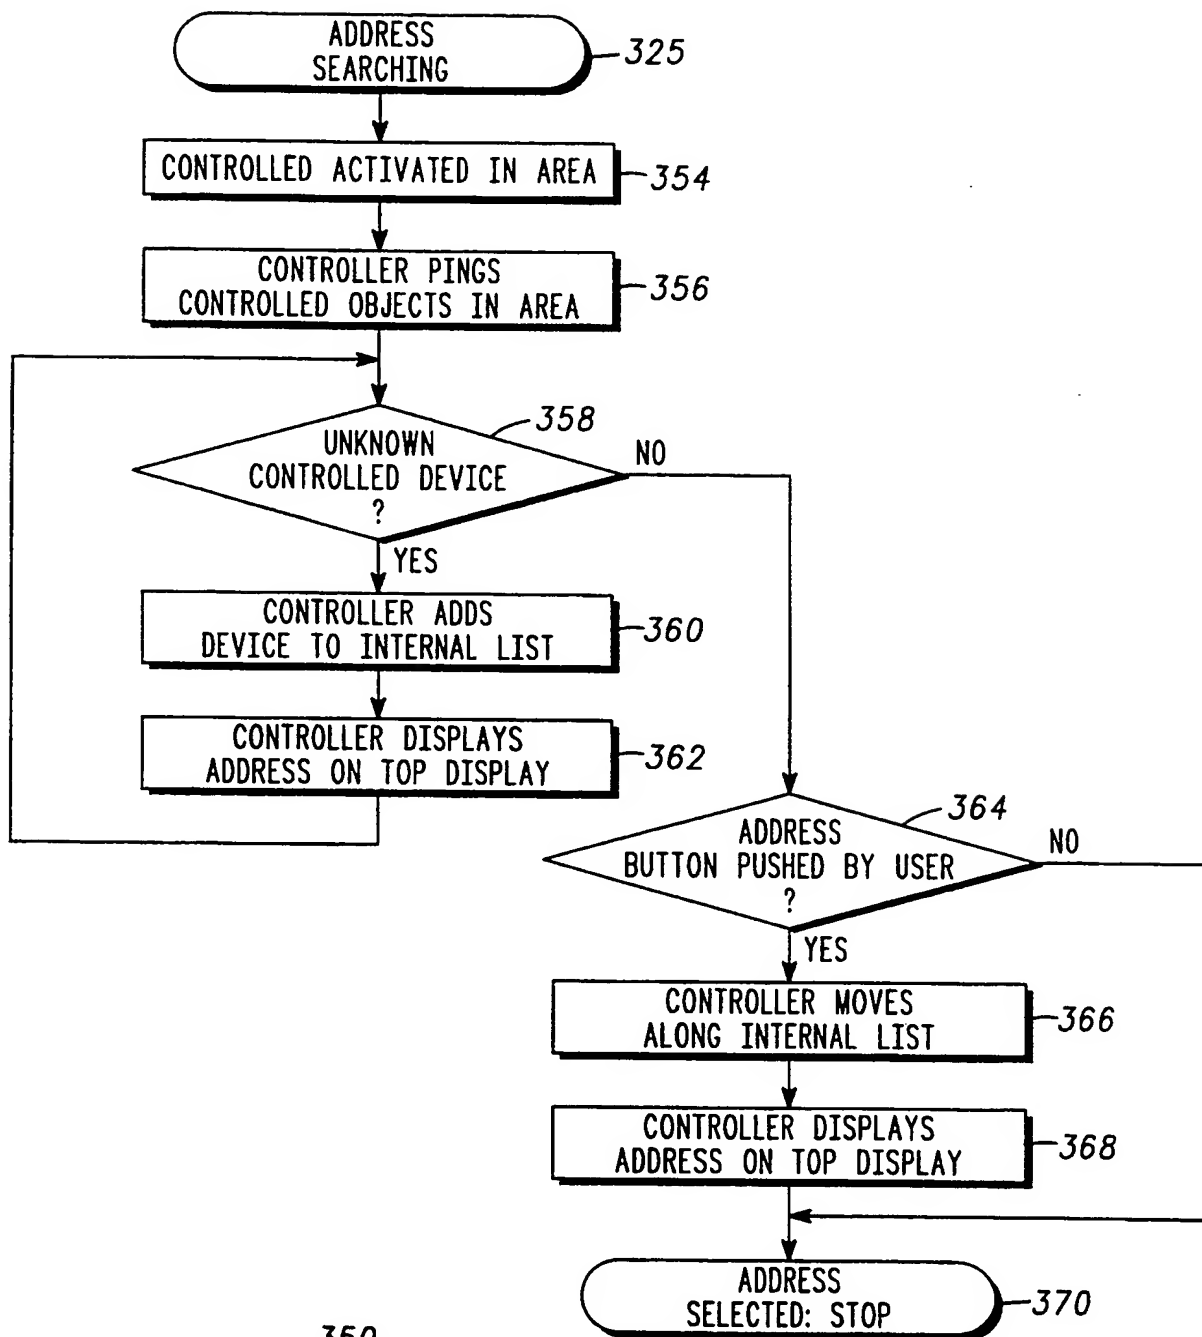 ADDRESS
SEARCHING
325
CONTROLLED ACTIVATED IN AREA
354
CONTROLLER PINGS
CONTROLLED OBJECTS IN AREA
356
358
UNKNOWN
CONTROLLED DEVICE
?
NO
YES
CONTROLLER ADDS
DEVICE TO INTERNAL LIST
360
CONTROLLER DISPLAYS
ADDRESS ON TOP DISPLAY
362
364
ADDRESS
BUTTON PUSHED BY USER
?
NO
YES
CONTROLLER MOVES
ALONG INTERNAL LIST
366
CONTROLLER DISPLAYS
ADDRESS ON TOP DISPLAY
368
ADDRESS
SELECTED: STOP
370